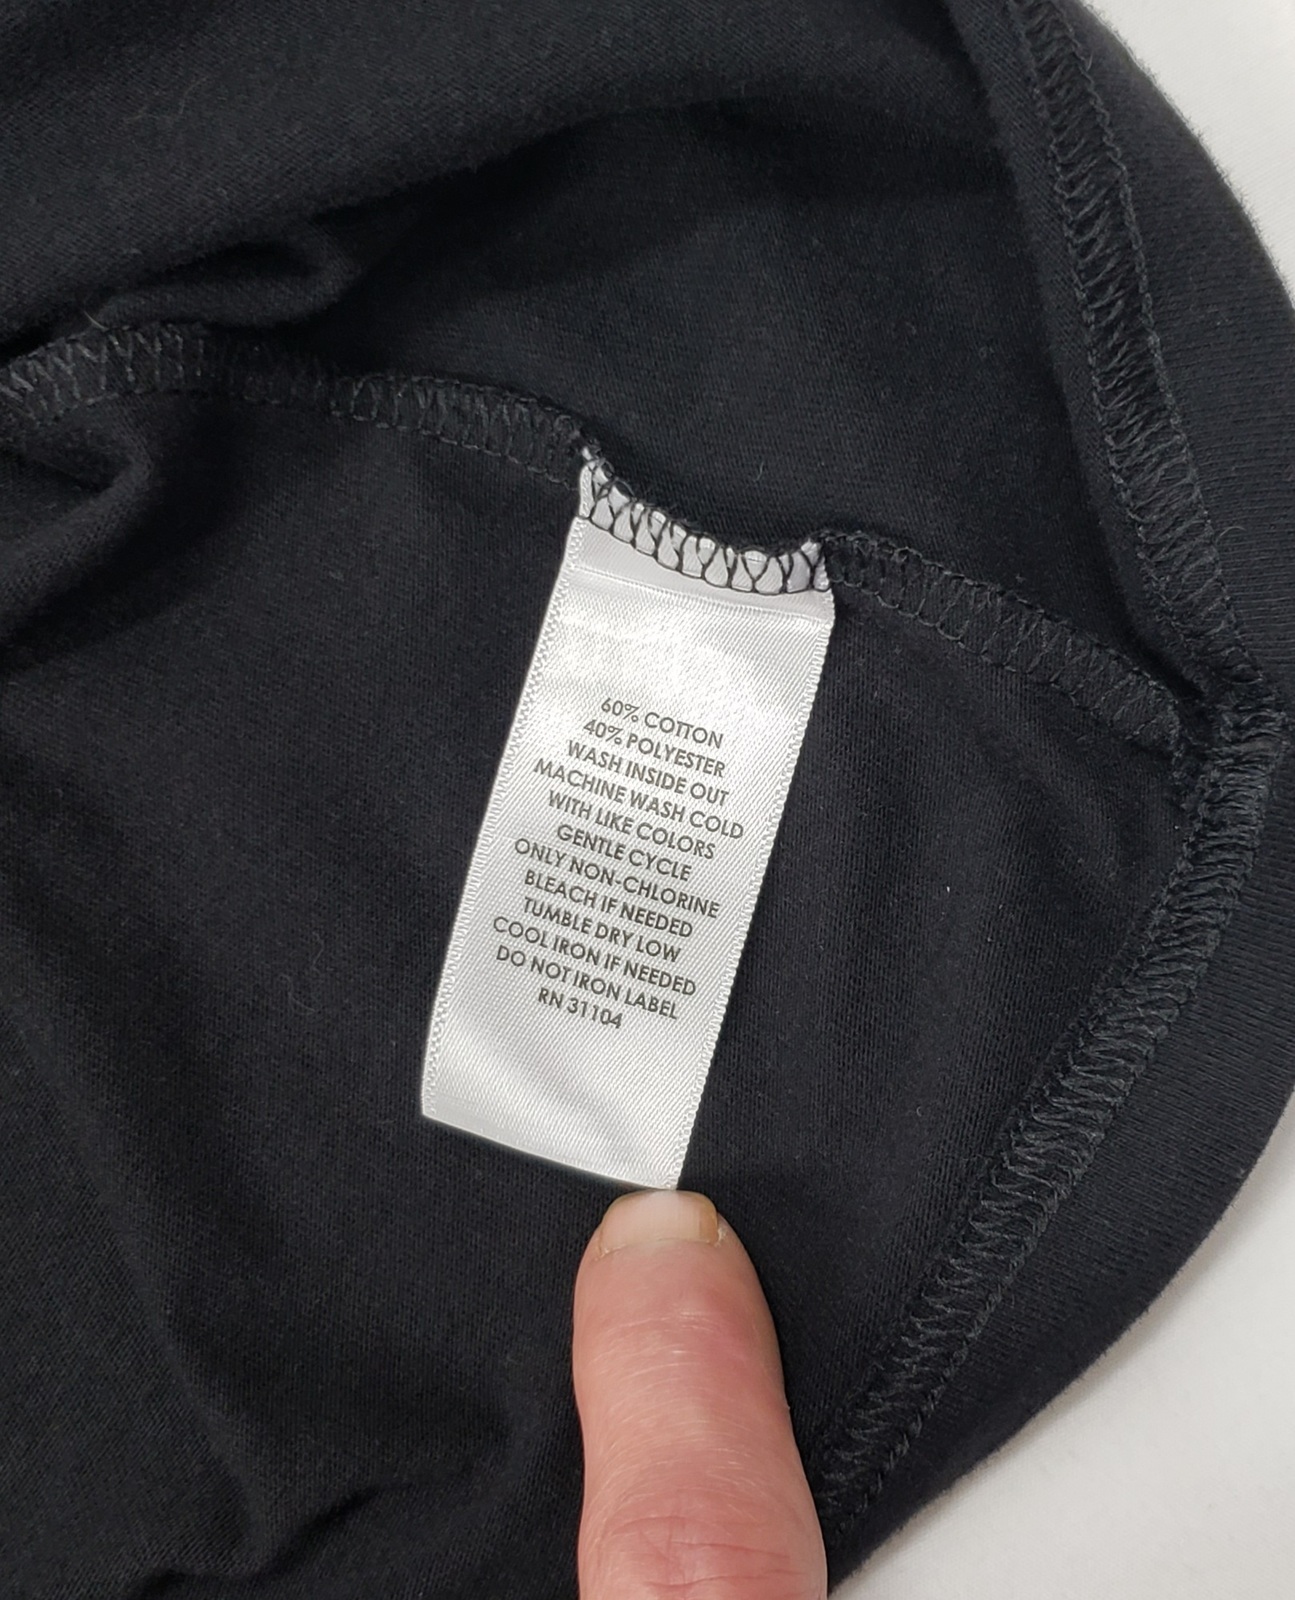 60% COTTON
40% POLYESTER
WASH INSIDE OUT
MACHINE WASH COLD
WITH LIKE COLORS
GENTLE CYCLE
ONLY NON-CHLORINE
BLEACH IF NEEDED
TUMBLE DRY LOW
COOL IRON IF NEEDED
DO NOT IRON LABEL
RN 31104